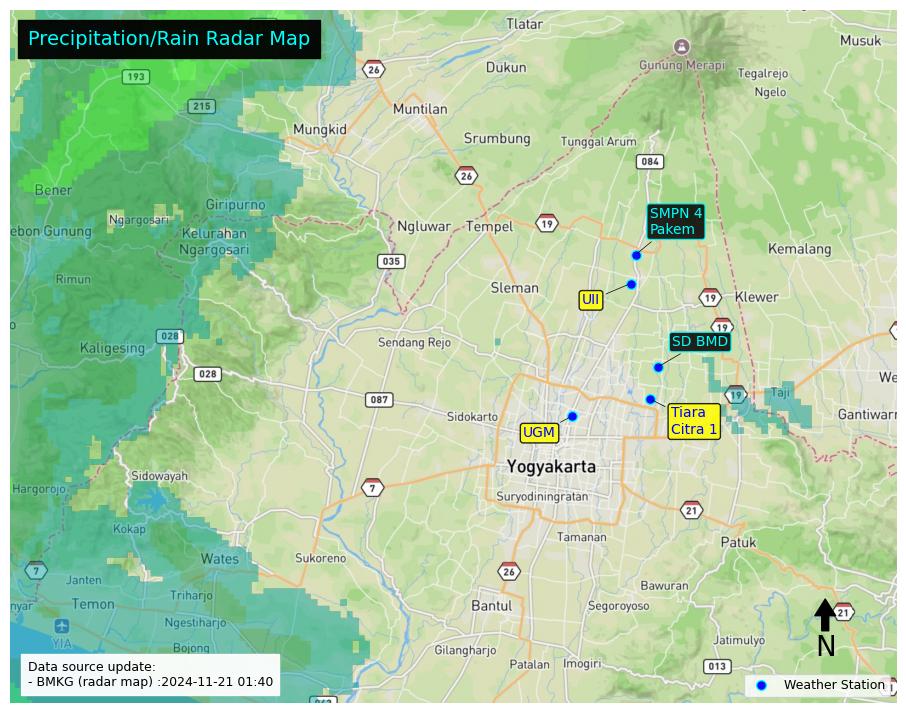 Precipitation/Rain Radar Map
Tlatar
Musuk
26
Dukun
Gunung Merapi
Tegalrejo
193
Ngelo
215
Muntilan
Mungkid
Srumbung
Tunggal Arum
084
26
Bener
Giripurno
Ngargosari
SMPN 4
Pakem
ebon Gunung
Kelurahan
Ngargosari
Ngluwar
Tempel
19
Kemalang
035
Rimun
Sleman
UII
19
Klewer
19
028
Kaligesing
Sendang Rejo
SD BMD
We
028
087
19
Taji
Sidokarto
Tiara
Citra 1
Gantiwarn
UGM
Yogyakarta
Sidowayah
Hargorojo
7
Suryodiningratan
21
Kokap
Tamanan
Patuk
Wates
Sukoreno
7
26
Janten
Bawuran
nyar
Temon
Triharjo
Bantul
Segoroyoso
21
Ngestiharjo
YIA
Bojong
Jatimulyo
N
Gilangharjo
Patalan
Imogiri
013
Data source update:
- BMKG (radar map) :2024-11-21 01:40
Weather Station